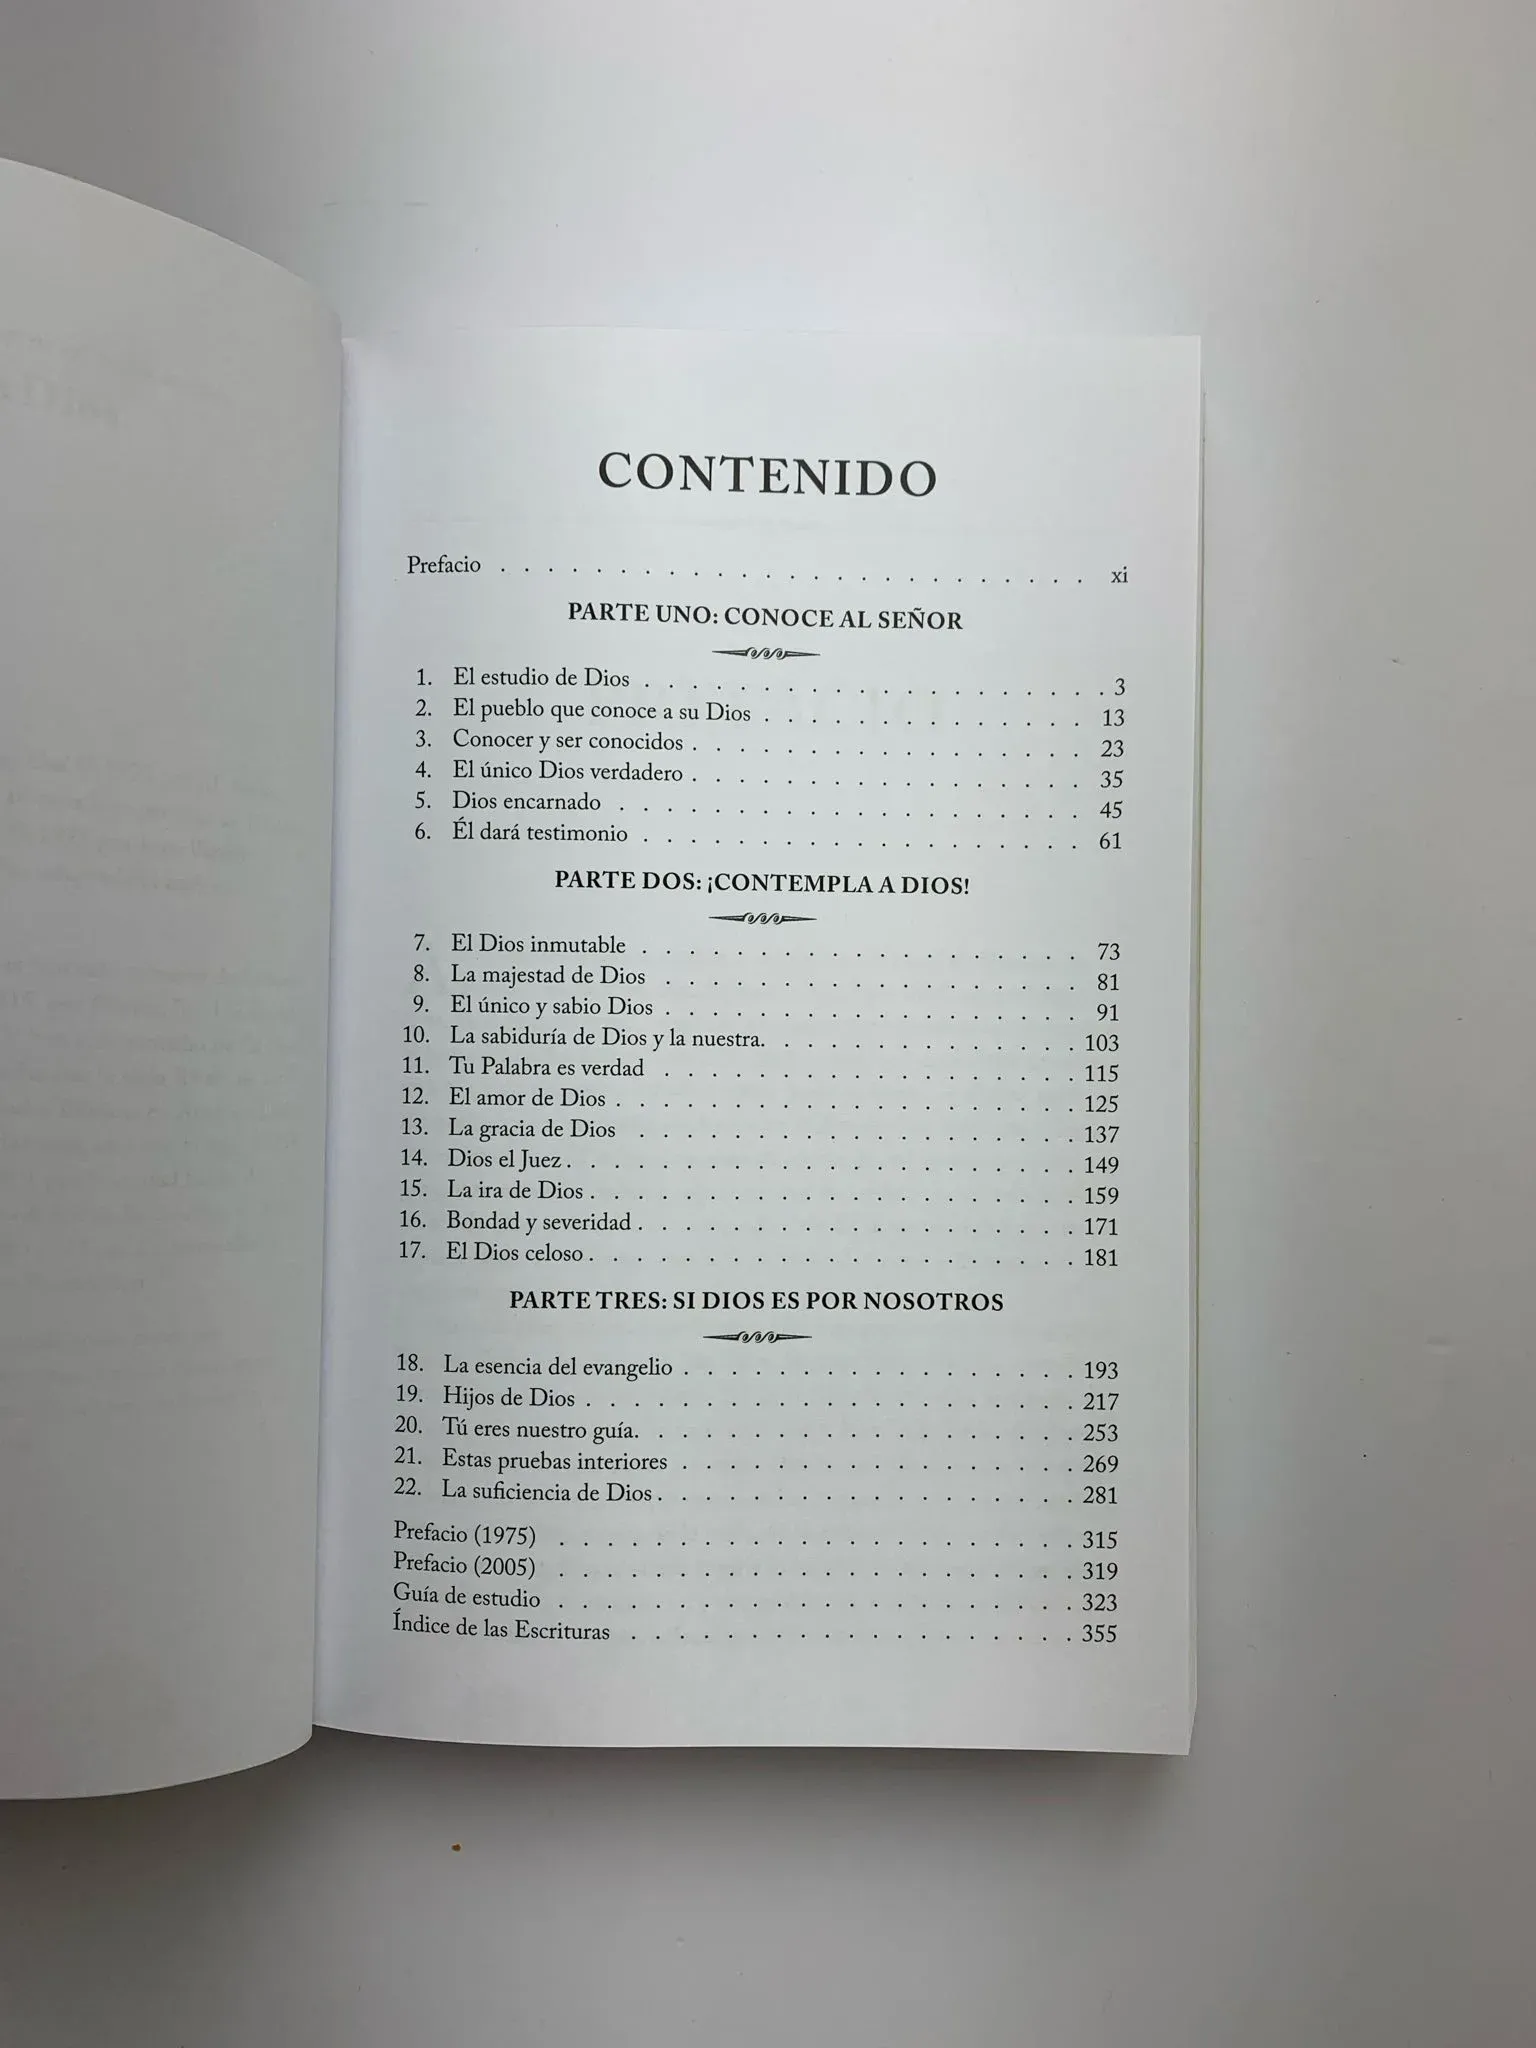 CONTENIDO
Prefacio . . . . . . . . . . . . . . . . . . . . . . . . . xi
PARTE UNO: CONOCE AL SEÑOR
1. El estudio de Dios . . . . . . . . . . . . . . . . . . . . 3
2. El pueblo que conoce a su Dios . . . . . . . . . . . . . . 13
3. Conocer y ser conocidos . . . . . . . . . . . . . . . . . 23
4. El único Dios verdadero . . . . . . . . . . . . . . . . . 35
5. Dios encarnado . . . . . . . . . . . . . . . . . . . . 45
6. Él dará testimonio . . . . . . . . . . . . . . . . . . . 61
PARTE DOS: ¡CONTEMPLA A DIOS!
7. El Dios inmutable . . . . . . . . . . . . . . . . . . . 73
8. La majestad de Dios . . . . . . . . . . . . . . . . . . 81
9. El único y sabio Dios . . . . . . . . . . . . . . . . . . 91
10. La sabiduría de Dios y la nuestra. . . . . . . . . . . . . . 103
11. Tu Palabra es verdad . . . . . . . . . . . . . . . . . . 115
12. El amor de Dios . . . . . . . . . . . . . . . . . . . . 125
13. La gracia de Dios . . . . . . . . . . . . . . . . . . . 137
14. Dios el Juez . . . . . . . . . . . . . . . . . . . . . . 149
15. La ira de Dios . . . . . . . . . . . . . . . . . . . . . 159
16. Bondad y severidad . . . . . . . . . . . . . . . . . . . 171
17. El Dios celoso . . . . . . . . . . . . . . . . . . . . . 181
PARTE TRES: SI DIOS ES POR NOSOTROS
18. La esencia del evangelio . . . . . . . . . . . . . . . . . 193
19. Hijos de Dios . . . . . . . . . . . . . . . . . . . . . 217
20. Tú eres nuestro guía. . . . . . . . . . . . . . . . . . . 253
21. Estas pruebas interiores . . . . . . . . . . . . . . . . . 269
22. La suficiencia de Dios . . . . . . . . . . . . . . . . . . 281
Prefacio (1975) . . . . . . . . . . . . . . . . . . . . . . 315
Prefacio (2005) . . . . . . . . . . . . . . . . . . . . . . 319
Guía de estudio . . . . . . . . . . . . . . . . . . . . . . 323
Índice de las Escrituras . . . . . . . . . . . . . . . . . . . 355